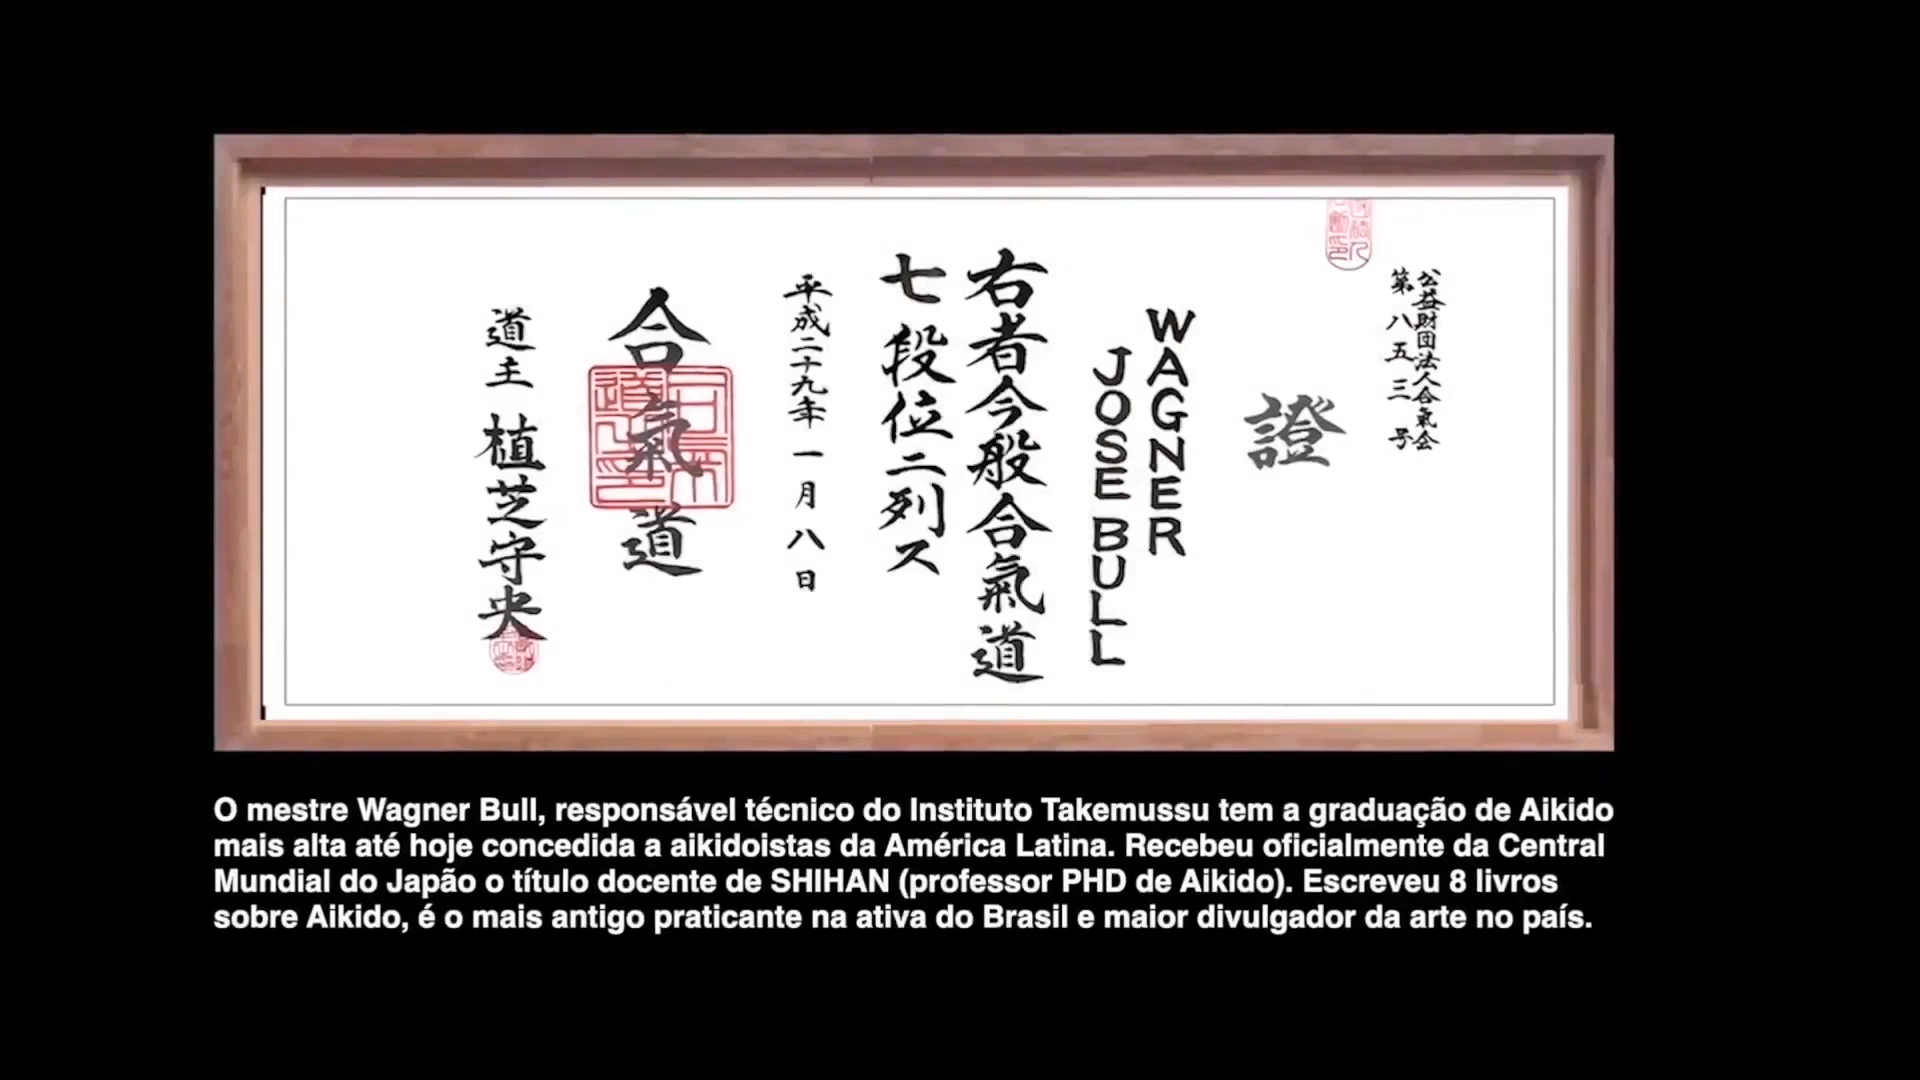 公益財団法人合氣会
第八五三号
證
WAGNER
JOSE BULL
右者今般合氣道
七段位ニ列ス
平成二十九年一月八日
合氣道
道主 植芝守央
O mestre Wagner Bull, responsável técnico do Instituto Takemussu tem a graduação de Aikido
mais alta até hoje concedida a aikidoistas da América Latina. Recebeu oficialmente da Central
Mundial do Japão o título docente de SHIHAN (professor PHD de Aikido). Escreveu 8 livros
sobre Aikido, é o mais antigo praticante na ativa do Brasil e maior divulgador da arte no país.